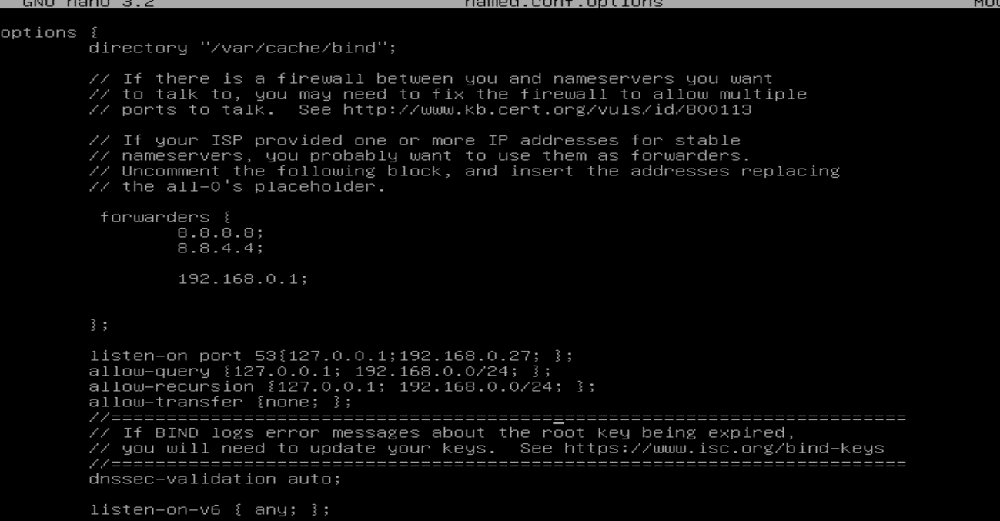 GNU nano 3.2 named.conf.options
options {
directory "/var/cache/bind";
// If there is a firewall between you and nameservers you want
// to talk to, you may need to fix the firewall to allow multiple
// ports to talk.  See http://www.kb.cert.org/vuls/id/800113
// If your ISP provided one or more IP addresses for stable
// nameservers, you probably want to use them as forwarders.
// Uncomment the following block, and insert the addresses replacing
// the all-0's placeholder.
forwarders {
8.8.8.8;
8.8.4.4;
192.168.0.1;
};
listen-on port 53{127.0.0.1;192.168.0.27; };
allow-query {127.0.0.1; 192.168.0.0/24; };
allow-recursion {127.0.0.1; 192.168.0.0/24; };
allow-transfer {none; };
//========================================================================
// If BIND logs error messages about the root key being expired,
// you will need to update your keys.  See https://www.isc.org/bind-keys
//========================================================================
dnssec-validation auto;
listen-on-v6 { any; };